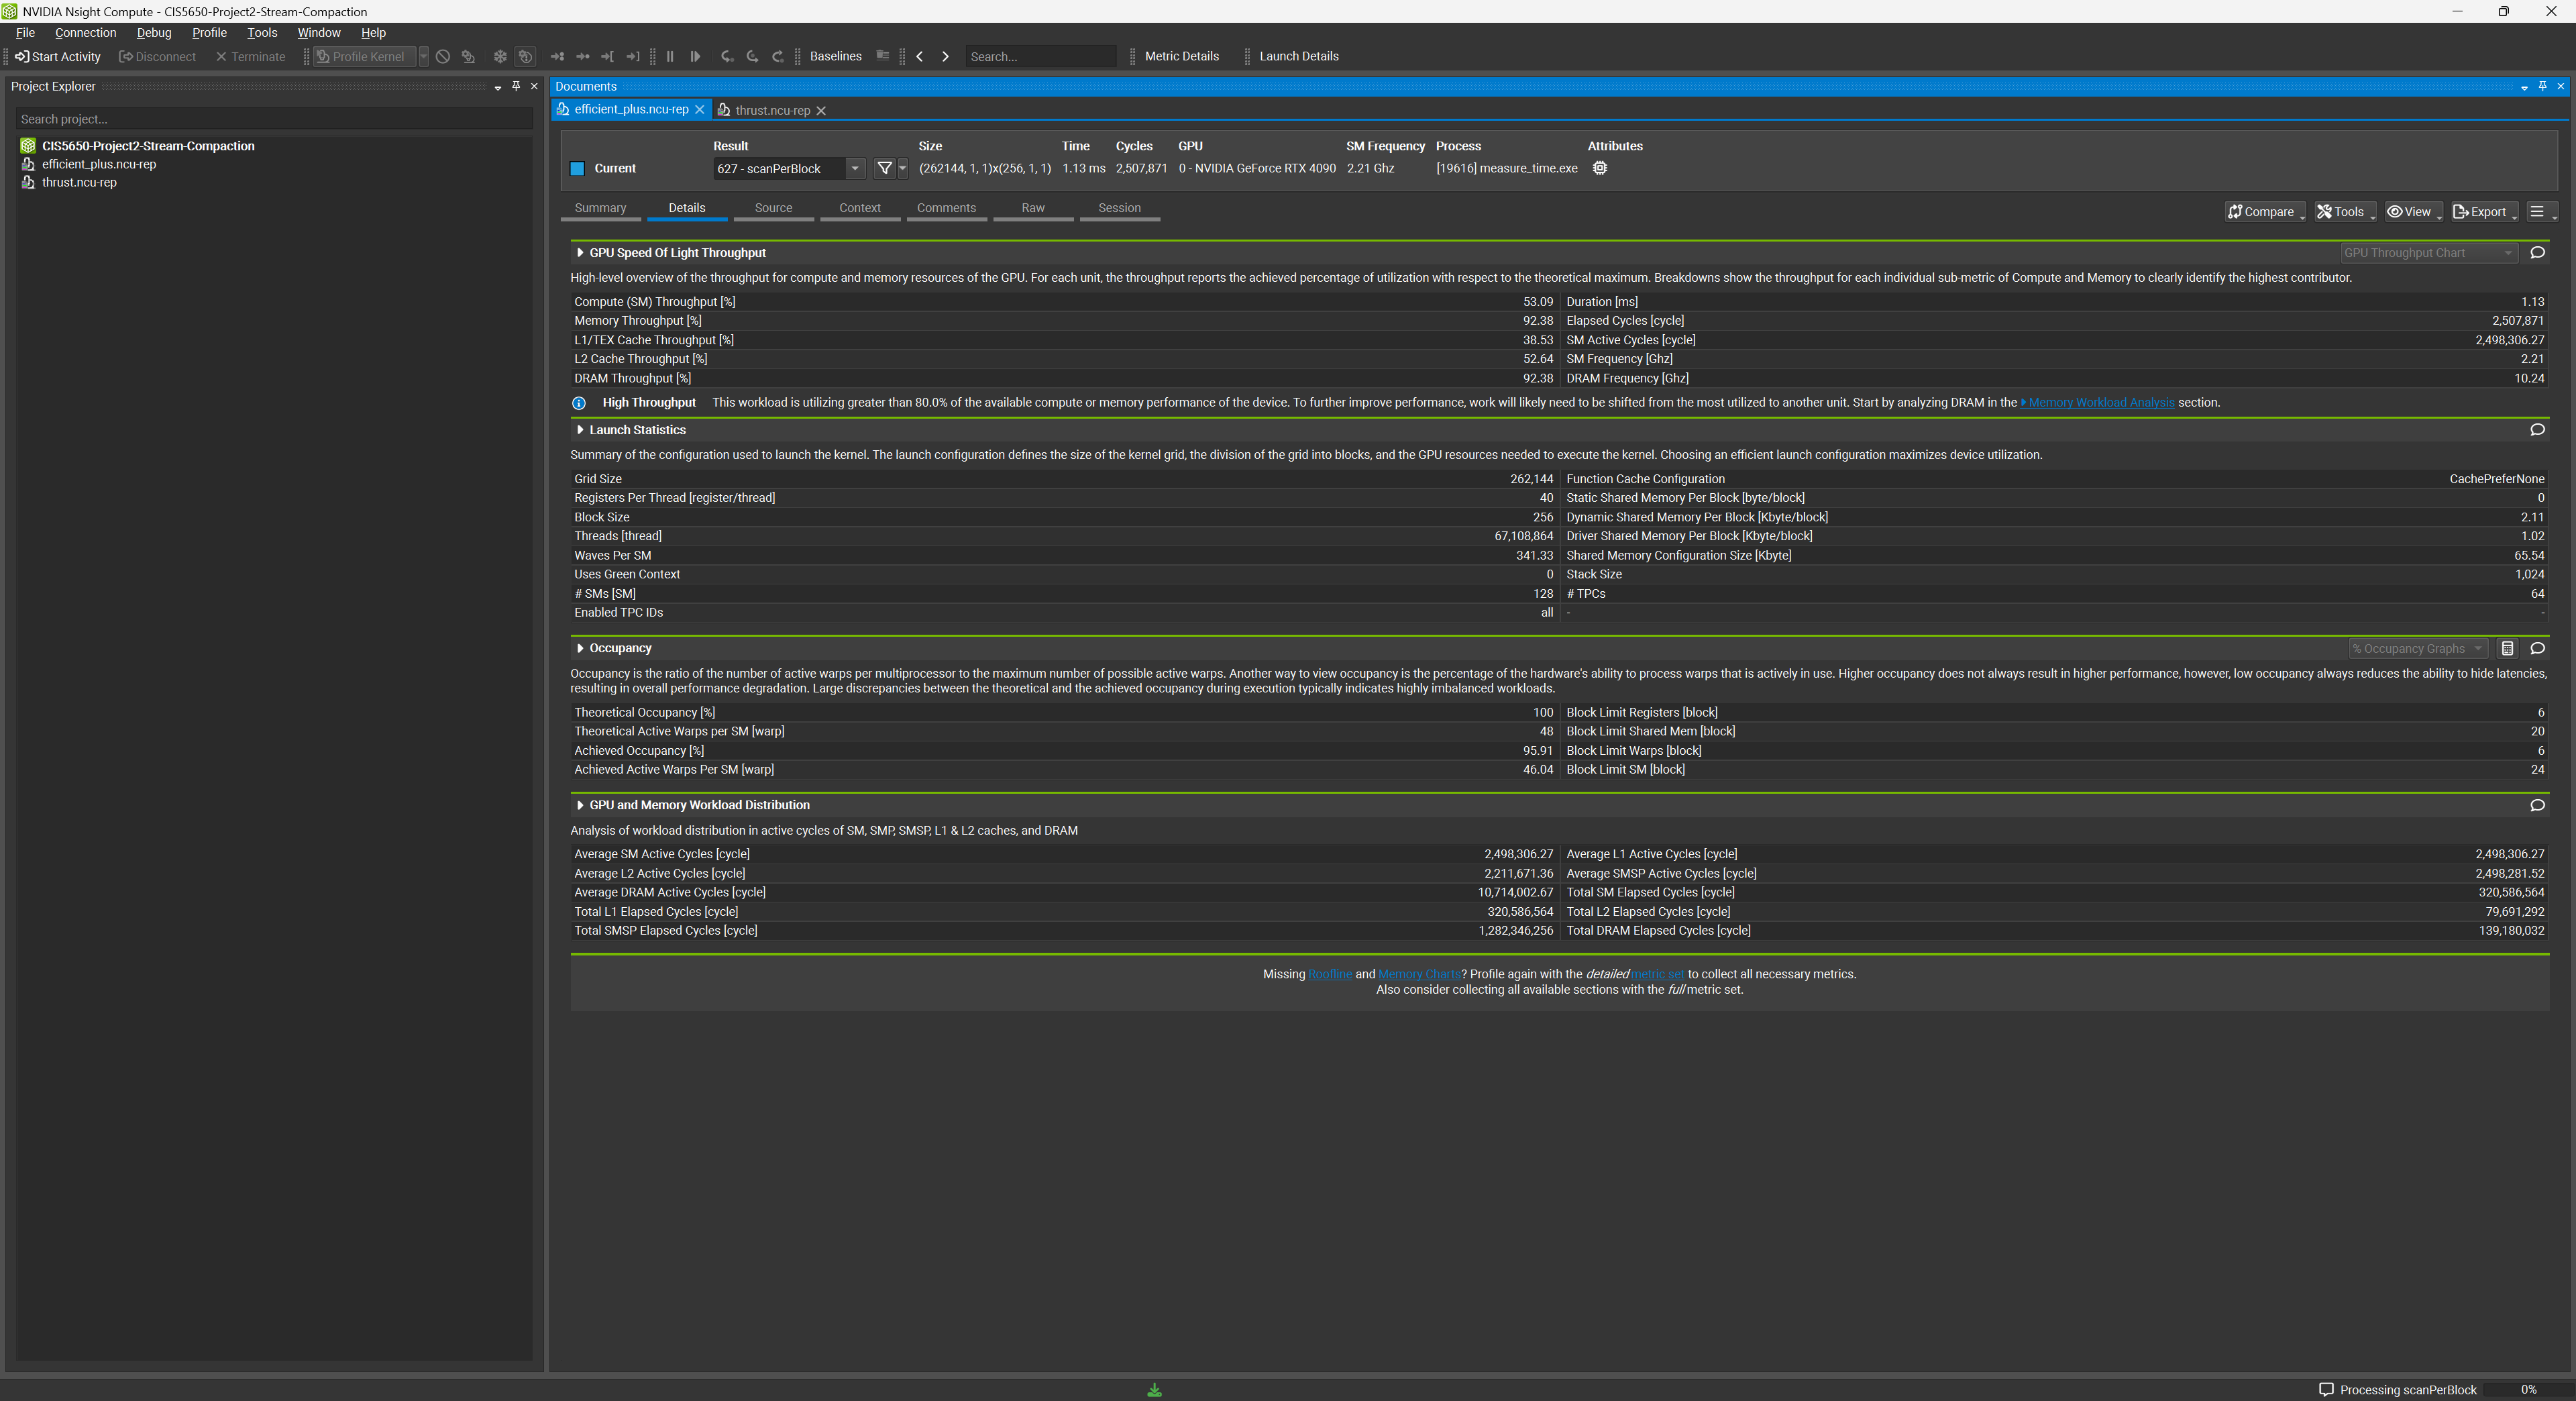 NVIDIA Nsight Compute - CIS5650-Project2-Stream-Compaction
File Connection Debug Profile Tools Window Help
Start Activity Disconnect Terminate Profile Kernel Baselines Search... Metric Details Launch Details
Project Explorer
Search project...
CIS5650-Project2-Stream-Compaction
efficient_plus.ncu-rep
thrust.ncu-rep
Documents
efficient_plus.ncu-rep thrust.ncu-rep
Result Size Time Cycles GPU SM Frequency Process Attributes
Current 627 - scanPerBlock (262144, 1, 1)x(256, 1, 1) 1.13 ms 2,507,871 0 - NVIDIA GeForce RTX 4090 2.21 Ghz [19616] measure_time.exe
Summary Details Source Context Comments Raw Session Compare Tools View Export
GPU Speed Of Light Throughput GPU Throughput Chart
High-level overview of the throughput for compute and memory resources of the GPU. For each unit, the throughput reports the achieved percentage of utilization with respect to the theoretical maximum. Breakdowns show the throughput for each individual sub-metric of Compute and Memory to clearly identify the highest contributor.
Compute (SM) Throughput [%] 53.09 Duration [ms] 1.13
Memory Throughput [%] 92.38 Elapsed Cycles [cycle] 2,507,871
L1/TEX Cache Throughput [%] 38.53 SM Active Cycles [cycle] 2,498,306.27
L2 Cache Throughput [%] 52.64 SM Frequency [Ghz] 2.21
DRAM Throughput [%] 92.38 DRAM Frequency [Ghz] 10.24
High Throughput This workload is utilizing greater than 80.0% of the available compute or memory performance of the device. To further improve performance, work will likely need to be shifted from the most utilized to another unit. Start by analyzing DRAM in the Memory Workload Analysis section.
Launch Statistics
Summary of the configuration used to launch the kernel. The launch configuration defines the size of the kernel grid, the division of the grid into blocks, and the GPU resources needed to execute the kernel. Choosing an efficient launch configuration maximizes device utilization.
Grid Size 262,144 Function Cache Configuration CachePreferNone
Registers Per Thread [register/thread] 40 Static Shared Memory Per Block [byte/block] 0
Block Size 256 Dynamic Shared Memory Per Block [Kbyte/block] 2.11
Threads [thread] 67,108,864 Driver Shared Memory Per Block [Kbyte/block] 1.02
Waves Per SM 341.33 Shared Memory Configuration Size [Kbyte] 65.54
Uses Green Context 0 Stack Size 1,024
# SMs [SM] 128 # TPCs 64
Enabled TPC IDs all - -
Occupancy % Occupancy Graphs
Occupancy is the ratio of the number of active warps per multiprocessor to the maximum number of possible active warps. Another way to view occupancy is the percentage of the hardware's ability to process warps that is actively in use. Higher occupancy does not always result in higher performance, however, low occupancy always reduces the ability to hide latencies,
resulting in overall performance degradation. Large discrepancies between the theoretical and the achieved occupancy during execution typically indicates highly imbalanced workloads.
Theoretical Occupancy [%] 100 Block Limit Registers [block] 6
Theoretical Active Warps per SM [warp] 48 Block Limit Shared Mem [block] 20
Achieved Occupancy [%] 95.91 Block Limit Warps [block] 6
Achieved Active Warps Per SM [warp] 46.04 Block Limit SM [block] 24
GPU and Memory Workload Distribution
Analysis of workload distribution in active cycles of SM, SMP, SMSP, L1 & L2 caches, and DRAM
Average SM Active Cycles [cycle] 2,498,306.27 Average L1 Active Cycles [cycle] 2,498,306.27
Average L2 Active Cycles [cycle] 2,211,671.36 Average SMSP Active Cycles [cycle] 2,498,281.52
Average DRAM Active Cycles [cycle] 10,714,002.67 Total SM Elapsed Cycles [cycle] 320,586,564
Total L1 Elapsed Cycles [cycle] 320,586,564 Total L2 Elapsed Cycles [cycle] 79,691,292
Total SMSP Elapsed Cycles [cycle] 1,282,346,256 Total DRAM Elapsed Cycles [cycle] 139,180,032
Missing Roofline and Memory Charts? Profile again with the detailed metric set to collect all necessary metrics.
Also consider collecting all available sections with the full metric set.
Processing scanPerBlock 0%